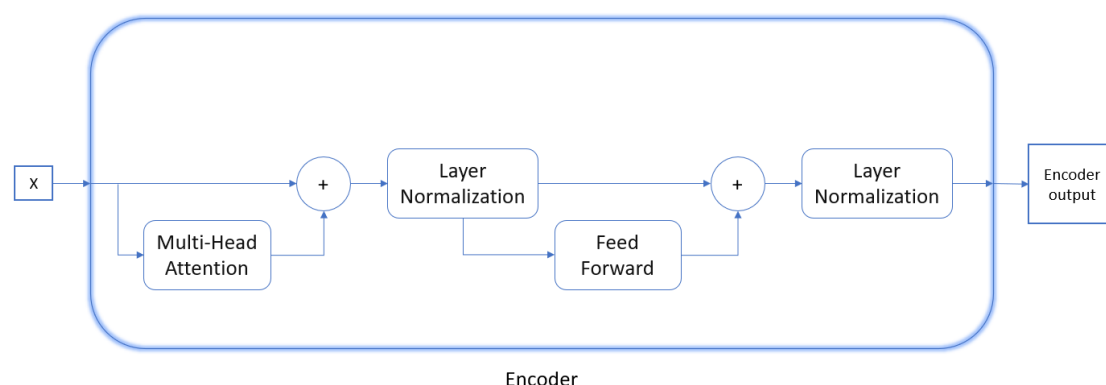 X
+
Layer
Normalization
+
Layer
Normalization
Encoder
output
Multi-Head
Attention
Feed
Forward
Encoder